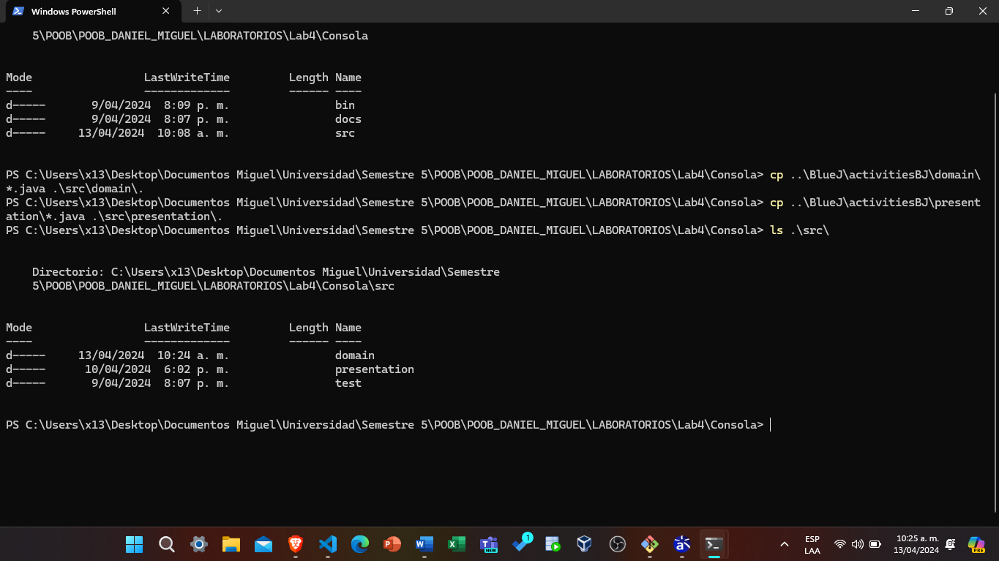 Windows PowerShell
5\POOB\POOB_DANIEL_MIGUEL\LABORATORIOS\Lab4\Consola
Mode                 LastWriteTime         Length Name
----                 -------------         ------ ----
d-----        9/04/2024  8:09 p. m.                bin
d-----        9/04/2024  8:07 p. m.                docs
d-----      13/04/2024  10:08 a. m.                src
PS C:\Users\x13\Desktop\Documentos Miguel\Universidad\Semestre 5\POOB\POOB_DANIEL_MIGUEL\LABORATORIOS\Lab4\Consola> cp ..\BlueJ\activitiesBJ\domain\
*.java .\src\domain\.
PS C:\Users\x13\Desktop\Documentos Miguel\Universidad\Semestre 5\POOB\POOB_DANIEL_MIGUEL\LABORATORIOS\Lab4\Consola> cp ..\BlueJ\activitiesBJ\present
ation\*.java .\src\presentation\.
PS C:\Users\x13\Desktop\Documentos Miguel\Universidad\Semestre 5\POOB\POOB_DANIEL_MIGUEL\LABORATORIOS\Lab4\Consola> ls .\src\
Directorio: C:\Users\x13\Desktop\Documentos Miguel\Universidad\Semestre
5\POOB\POOB_DANIEL_MIGUEL\LABORATORIOS\Lab4\Consola\src
Mode                 LastWriteTime         Length Name
----                 -------------         ------ ----
d-----      13/04/2024  10:24 a. m.                domain
d-----       10/04/2024  6:02 p. m.                presentation
d-----        9/04/2024  8:07 p. m.                test
PS C:\Users\x13\Desktop\Documentos Miguel\Universidad\Semestre 5\POOB\POOB_DANIEL_MIGUEL\LABORATORIOS\Lab4\Consola>
NEW
1
ESP
LAA
10:25 a. m.
13/04/2024
PRE